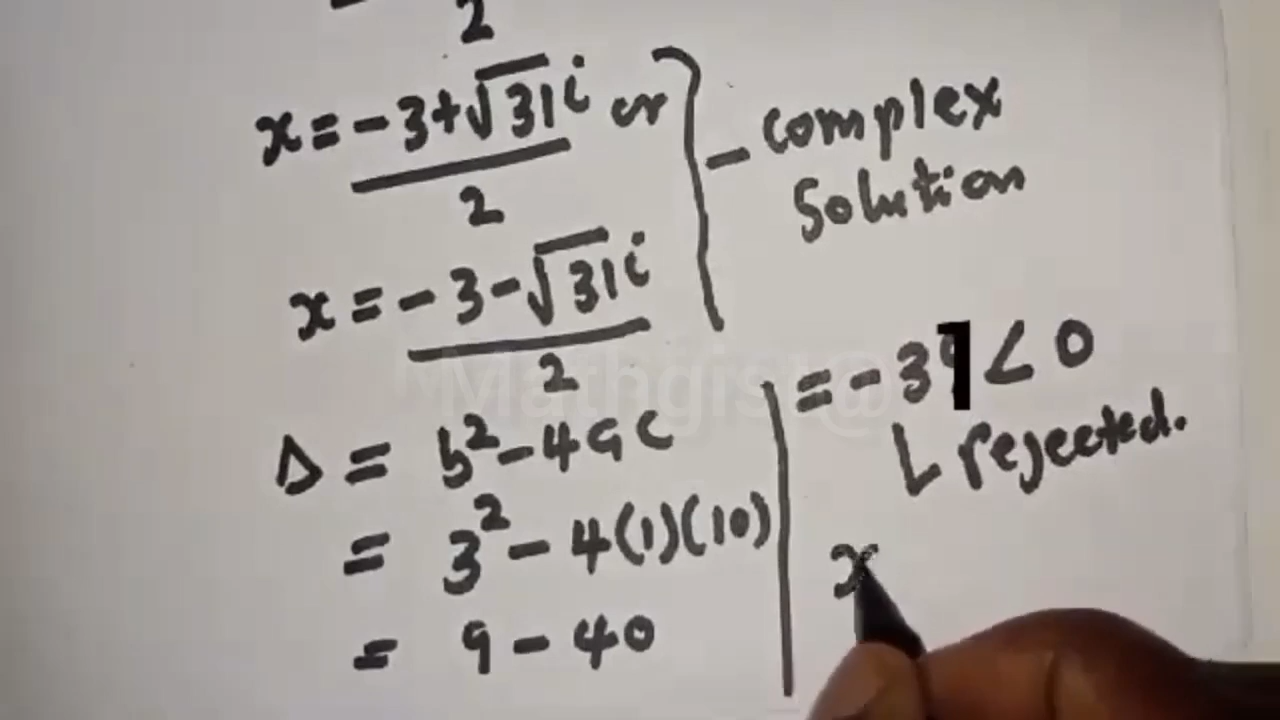 2
x = -3+√31i or
2
- complex
solution
x = -3-√31i
2
Mathgist@
Δ = b²-4ac
= 3² - 4(1)(10)
= 9 - 40
= -31 < 0
rejected.
x